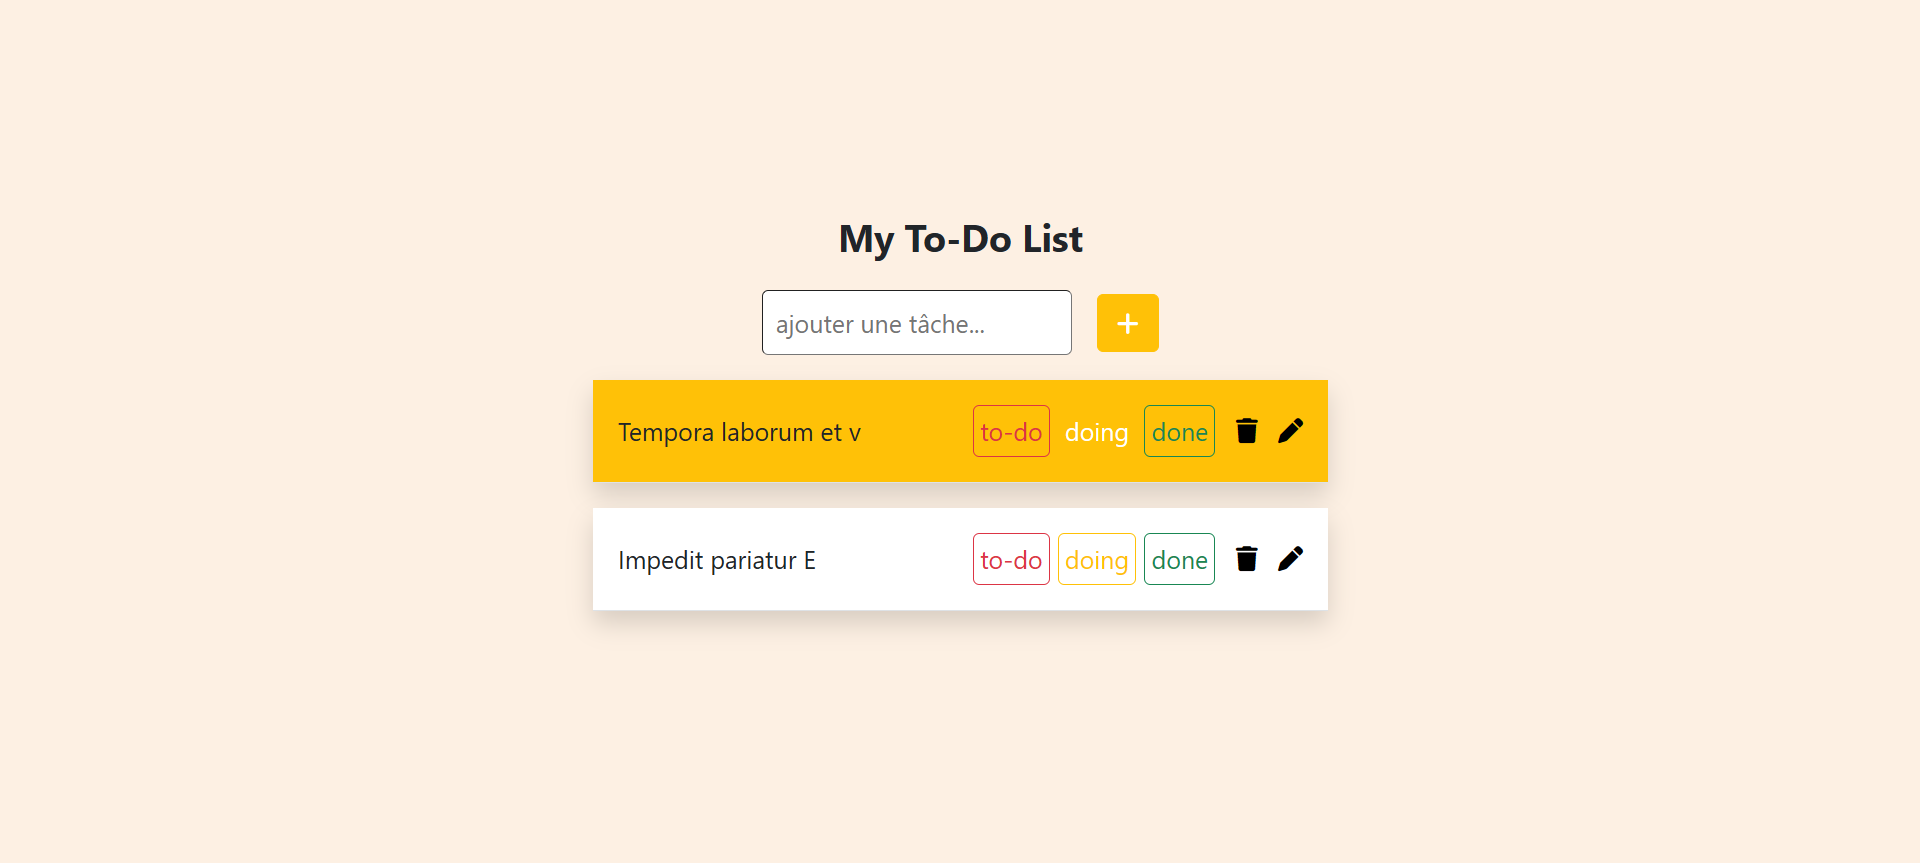 My To-Do List
ajouter une tâche...
Tempora laborum et v to-do doing done
Impedit pariatur E to-do doing done